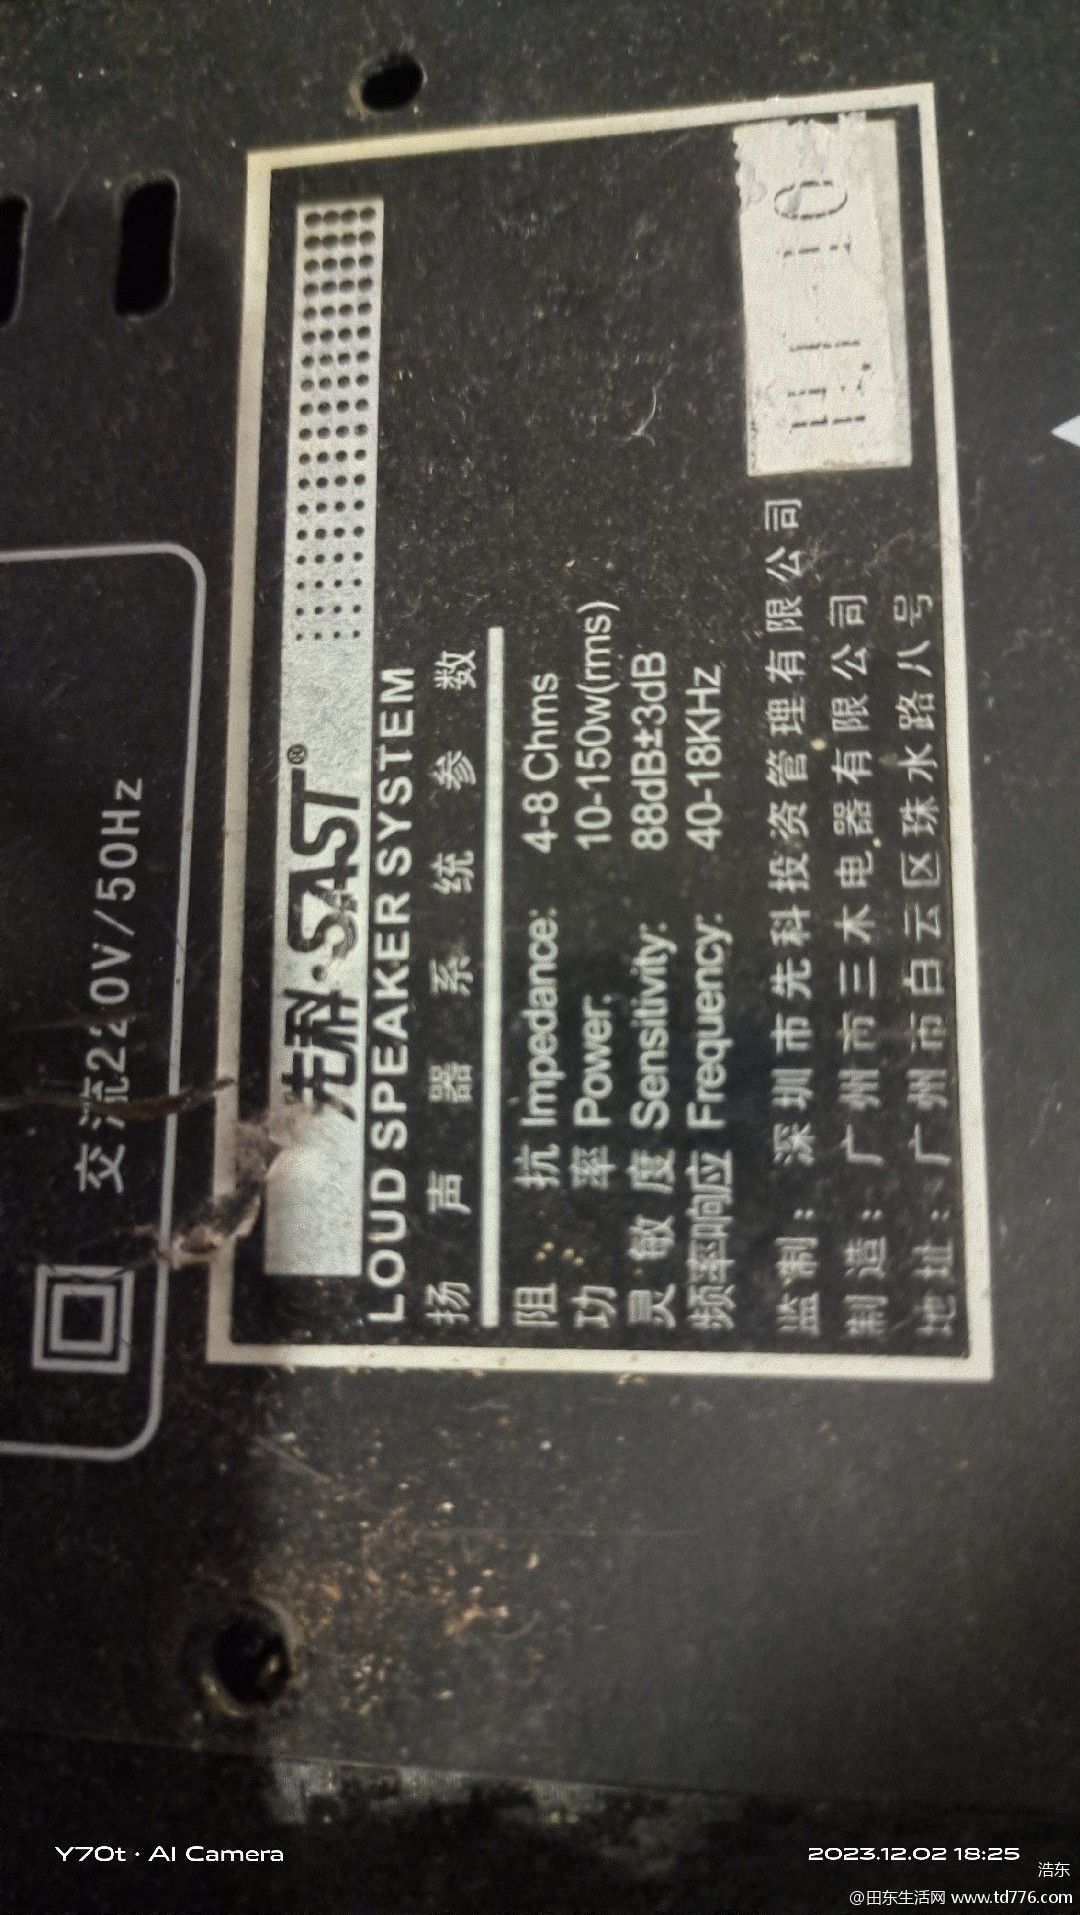 交流220V/50Hz
先科·SAST®
LOUD SPEAKER SYSTEM
扬声器系统参数
阻抗 Impedance: 4-8 Chms
功率 Power: 10-150w(rms)
灵敏度 Sensitivity: 88dB±3dB
频率响应 Frequency: 40-18KHz
监制：深圳市先科投资管理有限公司
制造：广州市三木电器有限公司
地址：广州市白云区珠水路八号
Y70t · AI Camera
2023.12.02 18:25
浩东
@田东生活网 www.td776.com